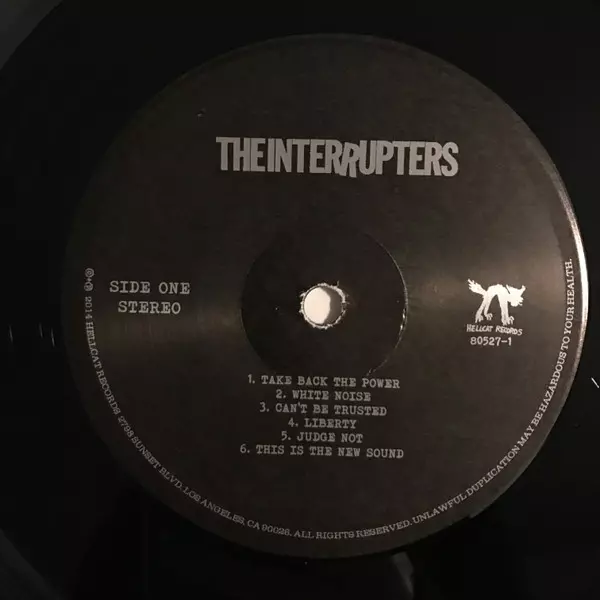 THE INTERRUPTERS
SIDE ONE
STEREO
HELLCAT RECORDS
80527-1
1. TAKE BACK THE POWER
2. WHITE NOISE
3. CAN'T BE TRUSTED
4. LIBERTY
5. JUDGE NOT
6. THIS IS THE NEW SOUND
©+℗ 2014 HELLCAT RECORDS 2798 SUNSET BLVD. LOS ANGELES, CA 90026. ALL RIGHTS RESERVED. UNLAWFUL DUPLICATION MAY BE HAZARDOUS TO YOUR HEALTH.